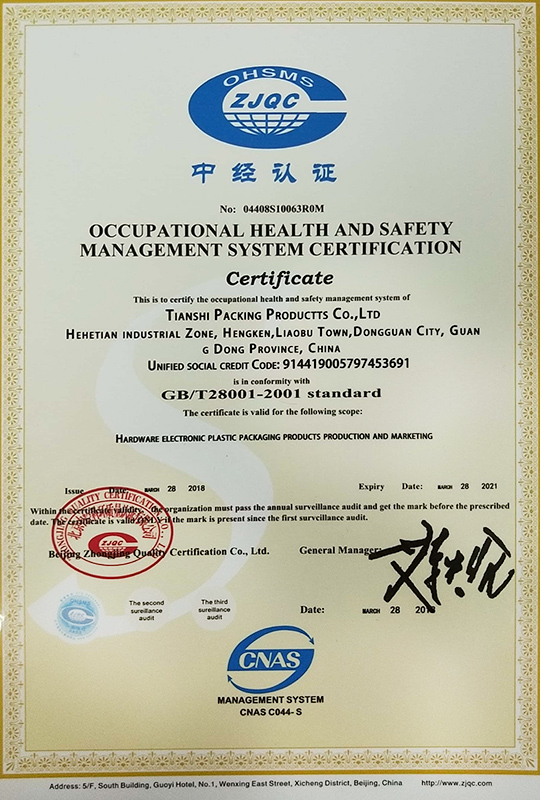 OHSMS
ZJQC
中经认证
No: 04408S10063R0M
OCCUPATIONAL HEALTH AND SAFETY
MANAGEMENT SYSTEM CERTIFICATION
Certificate
This is to certify the occupational health and safety management system of
TIANSHI PACKING PRODUCTTS CO.,LTD
HEHETIAN INDUSTRIAL ZONE, HENGKEN,LIAOBU TOWN,DONGGUAN CITY, GUAN
G DONG PROVINCE, CHINA
UNIFIED SOCIAL CREDIT CODE: 914419005797453691
is in conformity with
GB/T28001-2001 standard
The certificate is valid for the following scope:
HARDWARE ELECTRONIC PLASTIC PACKAGING PRODUCTS PRODUCTION AND MARKETING
Issue Date: MARCH 28 2018 Expiry Date: MARCH 28 2021
Within the certificate validity, the organization must pass the annual surveillance audit and get the mark before the prescribed
date. The certificate is valid ONLY if the mark is present since the first survcillance audit.
ZJQC
Beijing Zhongjing Quality Certification Co., Ltd. General Manager:
The second
sureillance
audit
The third
sureillance
audit
Date: MARCH 28 2018
CNAS
MANAGEMENT SYSTEM
CNAS C044-S
Address: 5/F, South Building, Guoyi Hotel, No.1, Wenxing East Street, Xicheng District, Beijing, China http://www.zjqc.com